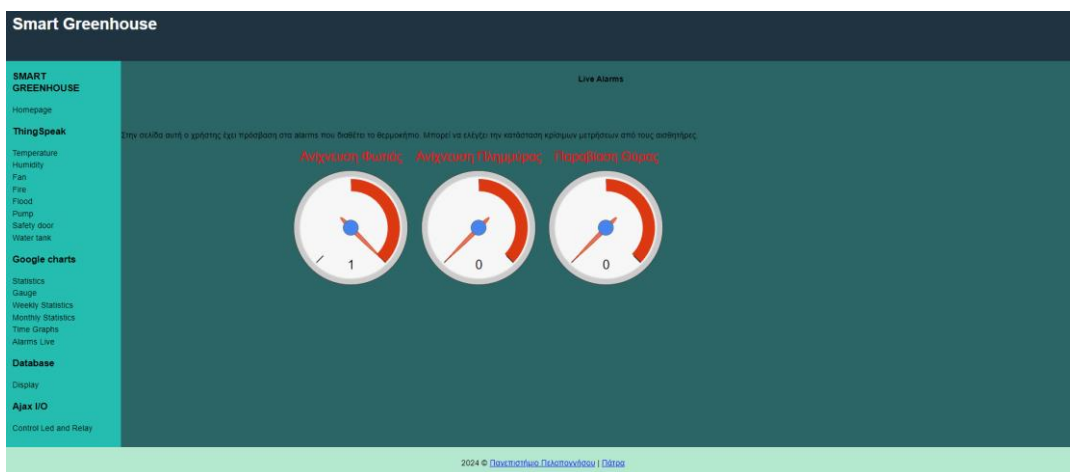 Smart Greenhouse
SMART
GREENHOUSE
Homepage
ThingSpeak
Temperature
Humidity
Fan
Fire
Flood
Pump
Safety door
Water tank
Google charts
Statistics
Gauge
Weekly Statistics
Monthly Statistics
Time Graphs
Alarms Live
Database
Display
Ajax I/O
Control Led and Relay
Live Alarms
Στην σελίδα αυτή ο χρήστης έχει πρόσβαση στα alarms που διαθέτει το θερμοκήπιο. Μπορεί να ελέγξει την κατάσταση κρίσιμων μετρήσεων από τους αισθητήρες.
Ανίχνευση Φωτιάς Ανίχνευση Πλημμύρας Παραβίαση Θύρας
1 0 0
2024 © Πανεπιστήμιο Πελοποννήσου | Πάτρα